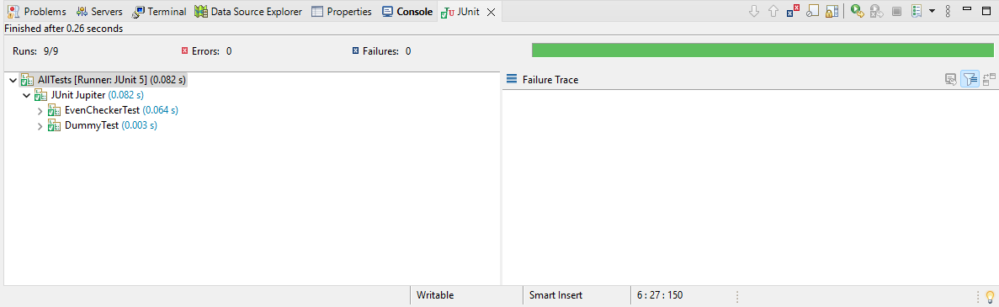 Problems Servers Terminal Data Source Explorer Properties Console JUnit
Finished after 0.26 seconds
Runs: 9/9 Errors: 0 Failures: 0
AllTests [Runner: JUnit 5] (0.082 s) Failure Trace
JUnit Jupiter (0.082 s)
EvenCheckerTest (0.064 s)
DummyTest (0.003 s)
Writable Smart Insert 6 : 27 : 150